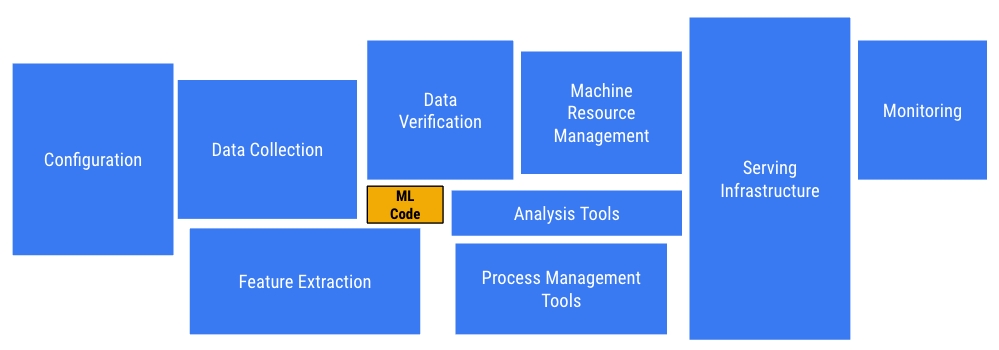 Configuration
Data Collection
Data
Verification
Machine
Resource
Management
Serving
Infrastructure
Monitoring
ML
Code
Analysis Tools
Feature Extraction
Process Management
Tools